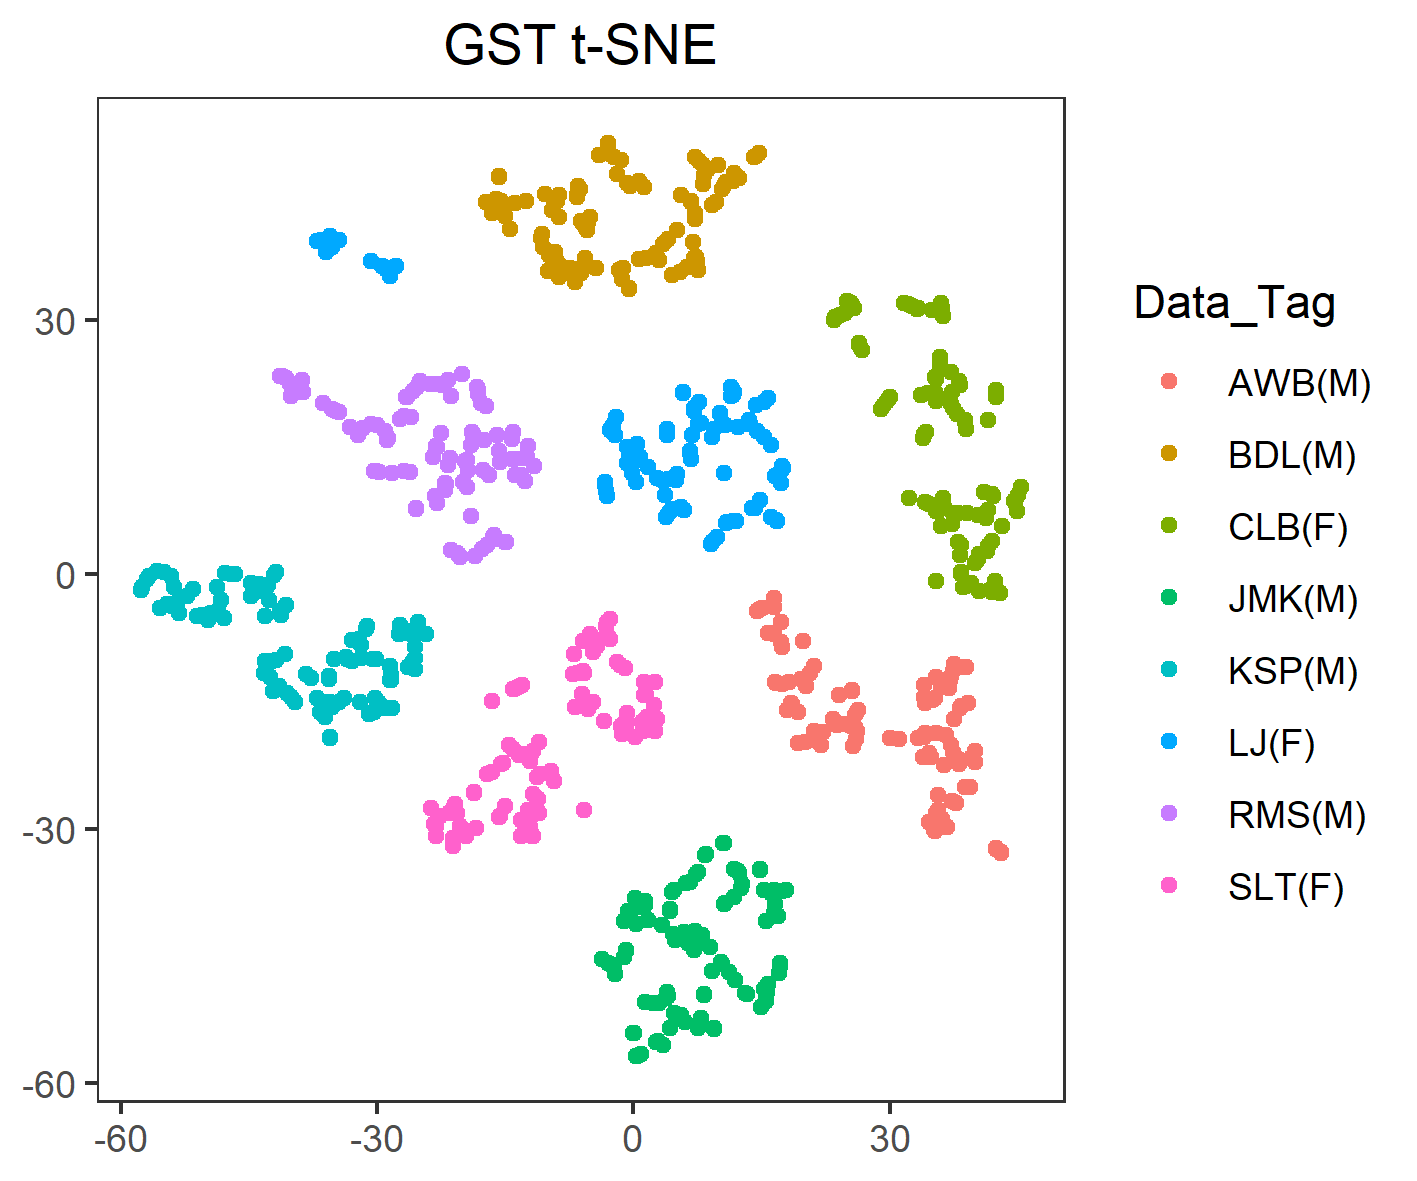 GST t-SNE
30
0
-30
-60
-60
-30
0
30
Data_Tag
AWB(M)
BDL(M)
CLB(F)
JMK(M)
KSP(M)
LJ(F)
RMS(M)
SLT(F)